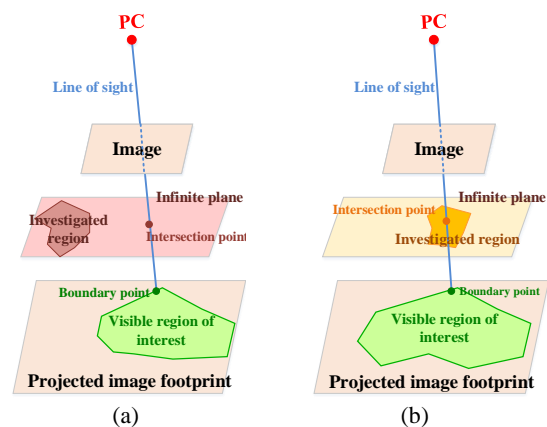 PC
Line of sight
Image
Infinite plane
Investigated
region
Intersection point
Boundary point
Visible region of
interest
Projected image footprint
(a)
PC
Line of sight
Image
Infinite plane
Intersection point
Investigated region
Boundary point
Visible region of
interest
Projected image footprint
(b)